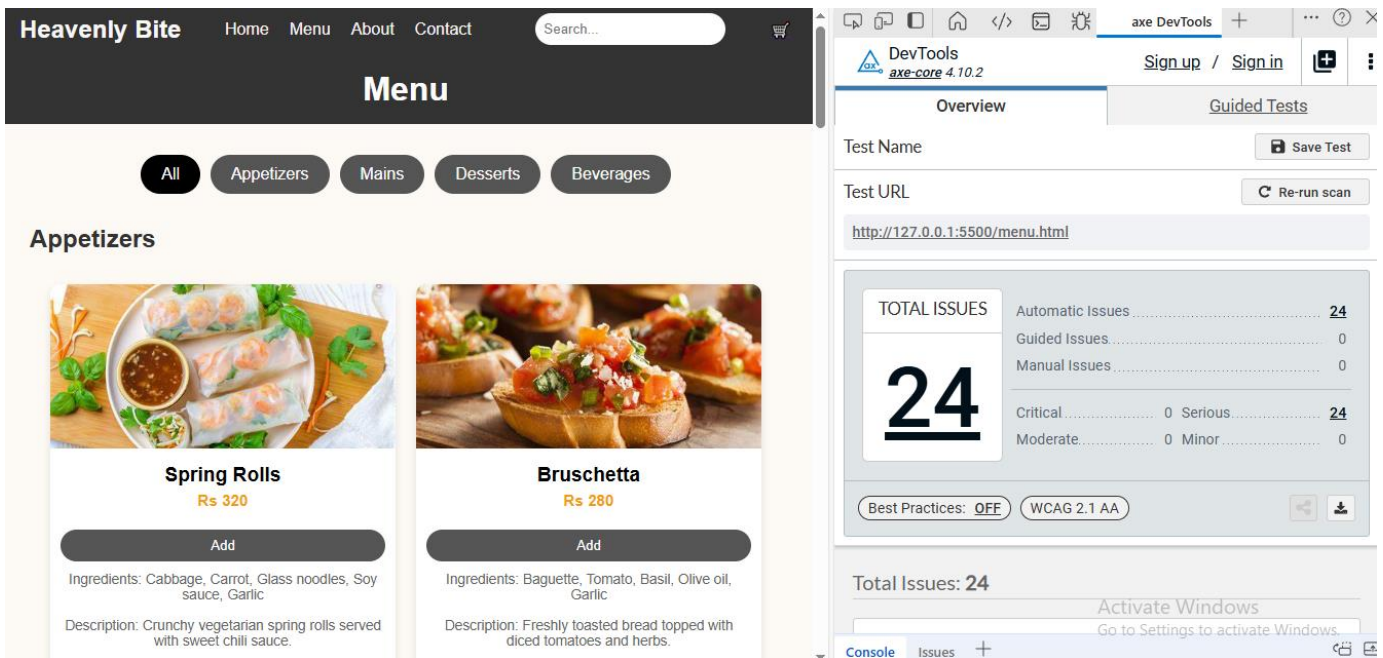 Heavenly Bite Home Menu About Contact Search...
Menu
All Appetizers Mains Desserts Beverages
Appetizers
Spring Rolls
Rs 320
Add
Ingredients: Cabbage, Carrot, Glass noodles, Soy
sauce, Garlic
Description: Crunchy vegetarian spring rolls served
with sweet chili sauce.
Bruschetta
Rs 280
Add
Ingredients: Baguette, Tomato, Basil, Olive oil,
Garlic
Description: Freshly toasted bread topped with
diced tomatoes and herbs.
axe DevTools
ax DevTools
axe-core 4.10.2
Sign up / Sign in
Overview Guided Tests
Test Name Save Test
Test URL Re-run scan
http://127.0.0.1:5500/menu.html
TOTAL ISSUES
24
Automatic Issues 24
Guided Issues 0
Manual Issues 0
Critical 0 Serious 24
Moderate 0 Minor 0
Best Practices: OFF WCAG 2.1 AA
Total Issues: 24
Activate Windows
Go to Settings to activate Windows.
Console Issues